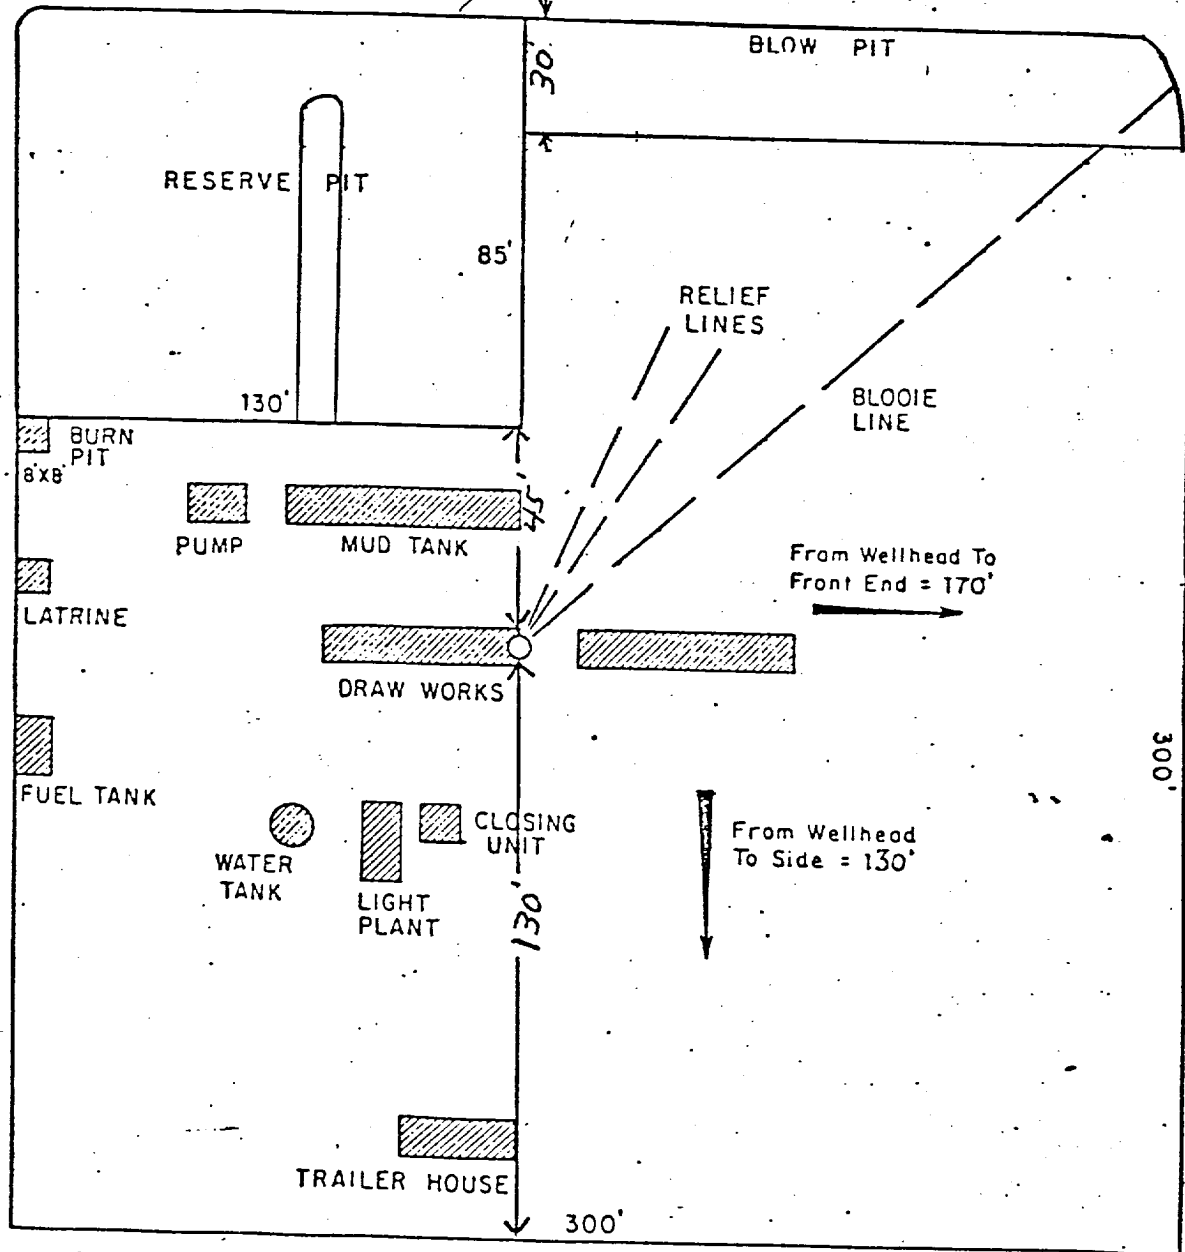 BLOW PIT
30'
RESERVE PIT
85'
RELIEF
LINES
130'
BLOOIE
LINE
BURN
PIT
8'X8'
45'
PUMP
MUD TANK
From Wellhead To
Front End = 170'
LATRINE
DRAW WORKS
300'
FUEL TANK
CLOSING
UNIT
From Wellhead
To Side = 130'
WATER
TANK
LIGHT
PLANT
130'
TRAILER HOUSE
300'